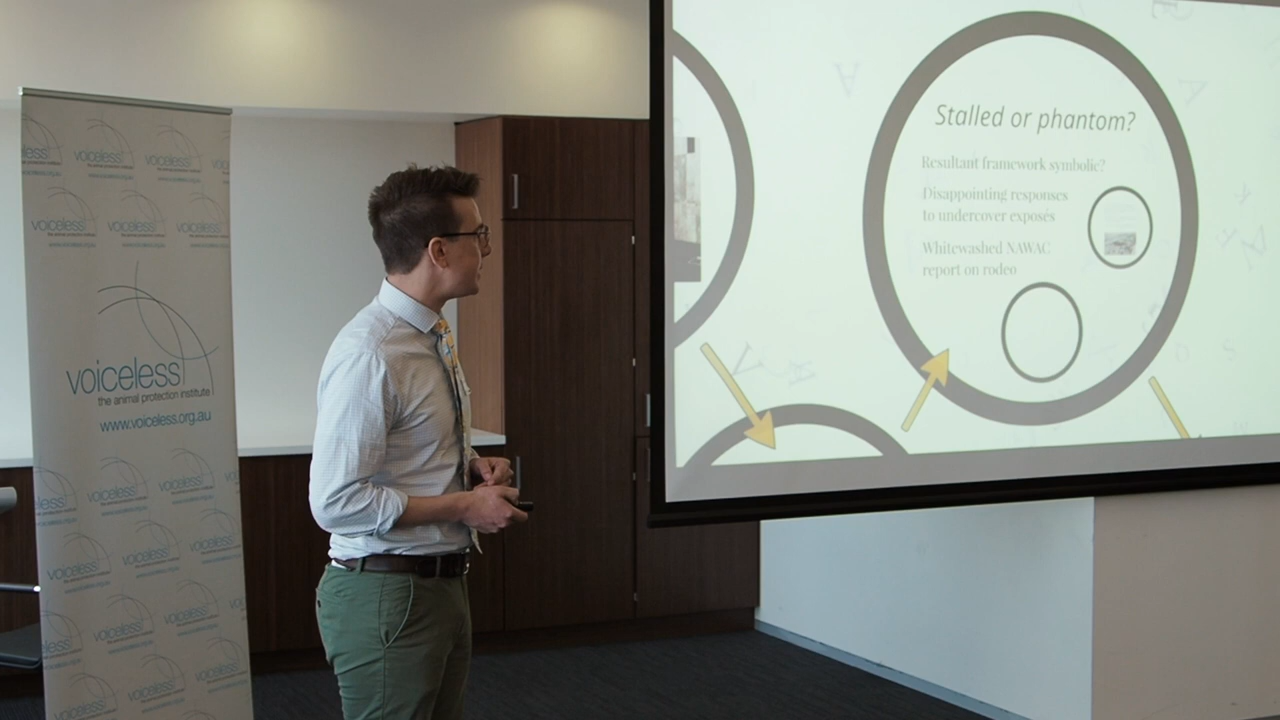 voiceless
the animal protection institute
www.voiceless.org.au
Stalled or phantom?
Resultant framework symbolic?
Disappointing responses
to undercover exposés
Whitewashed NAWAC
report on rodeo